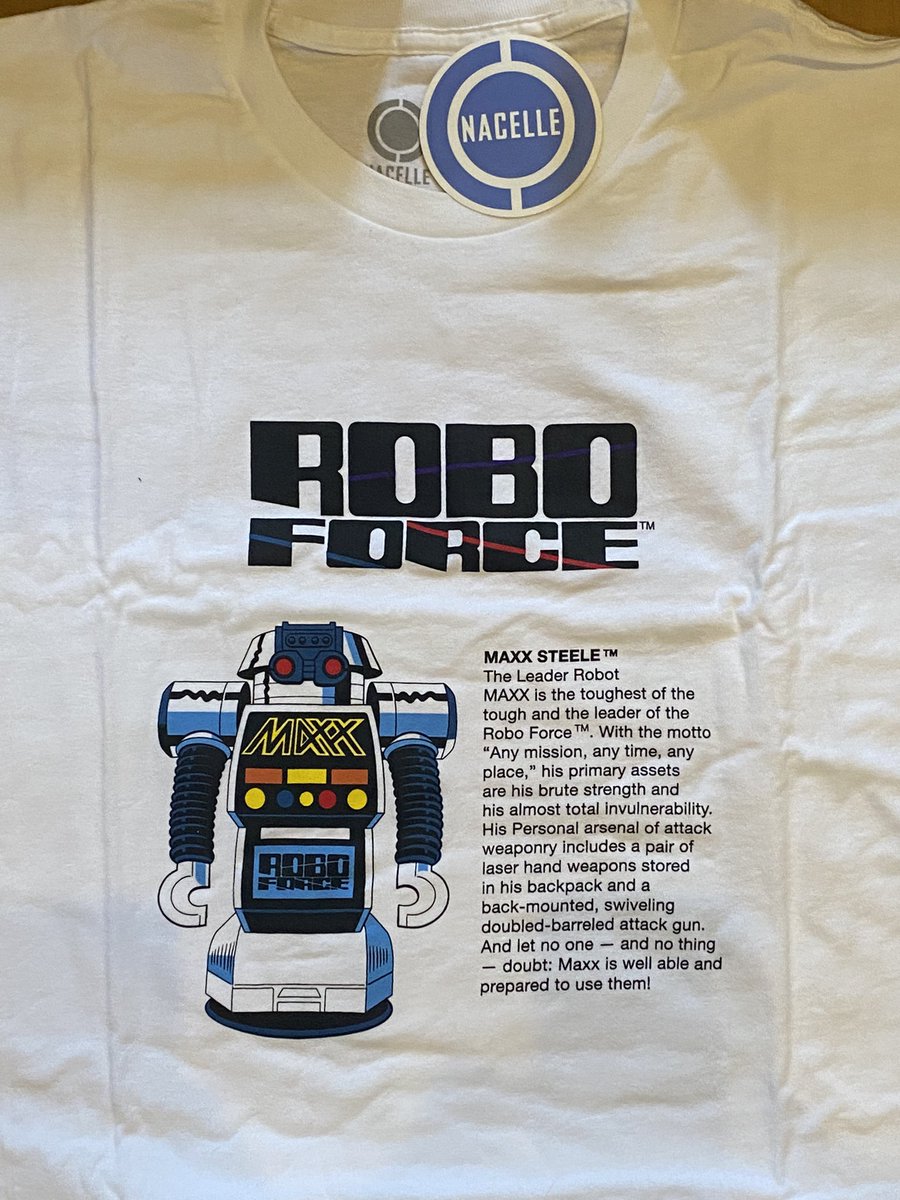 NACELLE
NACELLE
ROBO
FORCE™
MAXX STEELE™
The Leader Robot
MAXX is the toughest of the
tough and the leader of the
Robo Force™. With the motto
“Any mission, any time, any
place,” his primary assets
are his brute strength and
his almost total invulnerability.
His Personal arsenal of attack
weaponry includes a pair of
laser hand weapons stored
in his backpack and a
back-mounted, swiveling
doubled-barreled attack gun.
And let no one — and no thing
— doubt: Maxx is well able and
prepared to use them!
MAXX
ROBO
FORCE